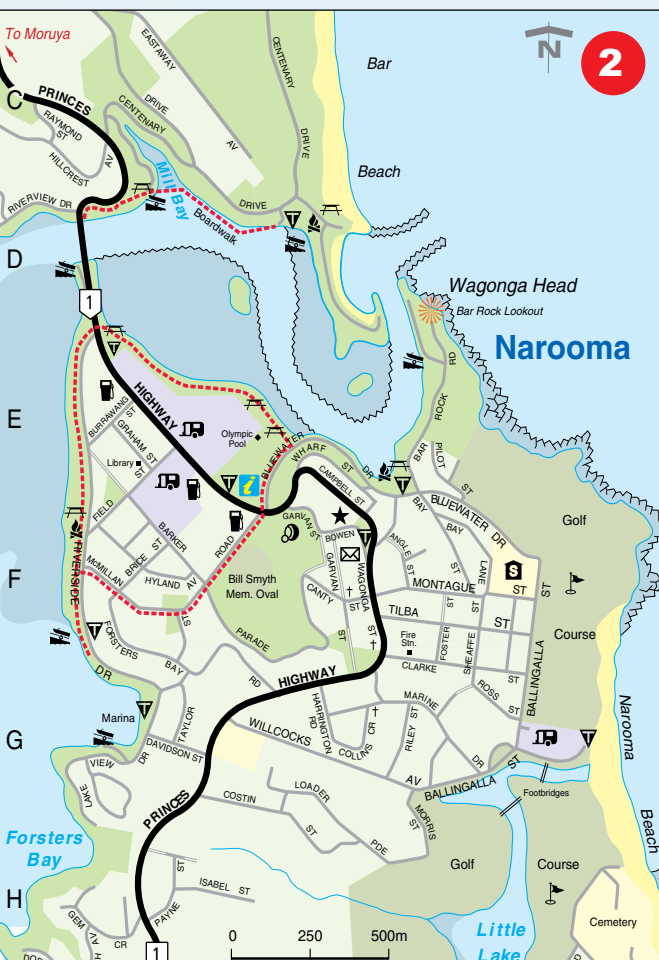 To Moruya
N
2
C
PRINCES
RAYMOND
ST
HILLCREST
AV
RIVERVIEW DR
EASTAWAY
DRIVE
AV
CENTENARY
DRIVE
CENTENARY
DRIVE
Bar
Beach
Mill Bay
Boardwalk
D
1
Wagonga Head
Bar Rock Lookout
Narooma
E
HIGHWAY
BURRAWANG
ST
GRAHAM ST
Library
ST
FIELD
Olympic
Pool
BLUEWATER
DR
WHARF
ST
CAMPBELL ST
BAR
ROCK
RD
PILOT
ST
BLUEWATER DR
BAY
ST
BAY
LANE
Golf
Course
F
RIVERSIDE
DR
McMILLAN
BRICE ST
BARKER
HYLAND AV
ROAD
ST
Bill Smyth
Mem. Oval
GARVAN ST
BOWEN
GARVAN
ST
WAGONGA
ST
CANTY
ST
ANGLE ST
MONTAGUE
ST
TILBA
ST
Fire
Stn.
FOSTER
ST
SHEAFFE
ST
S
BALLINGALLA
ST
CLARKE
ST
ROSS
ST
PARADE
FORSTERS
BAY
RD
HIGHWAY
G
Marina
TAYLOR
DAVIDSON ST
DR
VIEW
LAKE
WILLCOCKS
AV
HARRINGTON
RD
COLLINS
CR
RILEY ST
MARINE
DR
BALLINGALLA
ST
Footbridges
MORRIS
ST
Narooma
Beach
PRINCES
COSTIN
ST
LOADER
PDE
Forsters
Bay
H
GEM
AV
CR
H
PAYNE
ST
ISABEL ST
1
0
250
500m
Golf
Course
Little
Lake
Cemetery